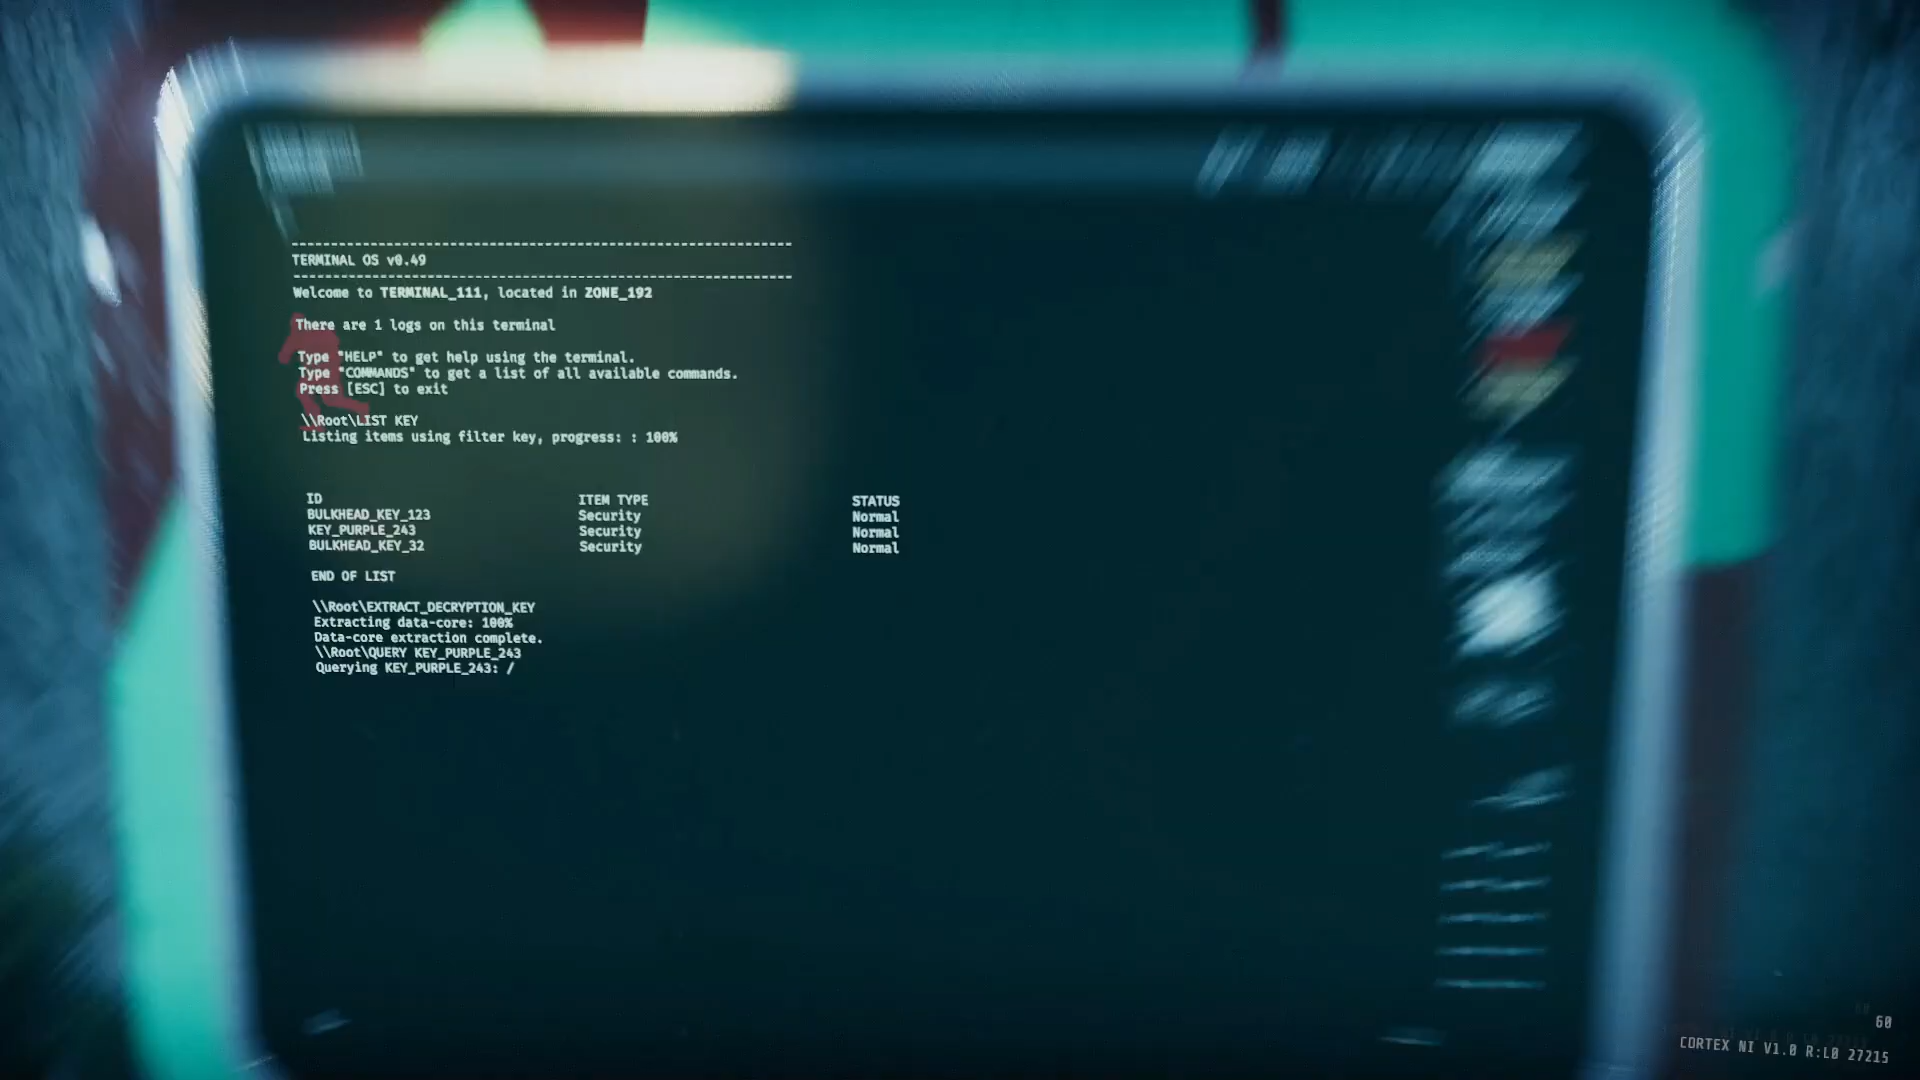 --------------------------------------------------------------
TERMINAL OS v0.49
--------------------------------------------------------------
Welcome to TERMINAL_111, located in ZONE_192
There are 1 logs on this terminal
Type "HELP" to get help using the terminal.
Type "COMMANDS" to get a list of all available commands.
Press [ESC] to exit
\\Root\LIST KEY
Listing items using filter key, progress: : 100%
ID ITEM TYPE STATUS
BULKHEAD_KEY_123 Security Normal
KEY_PURPLE_243 Security Normal
BULKHEAD_KEY_32 Security Normal
END OF LIST
\\Root\EXTRACT_DECRYPTION_KEY
Extracting data-core: 100%
Data-core extraction complete.
\\Root\QUERY KEY_PURPLE_243
Querying KEY_PURPLE_243: /
60
CORTEX NI V1.0 R:L0 27215